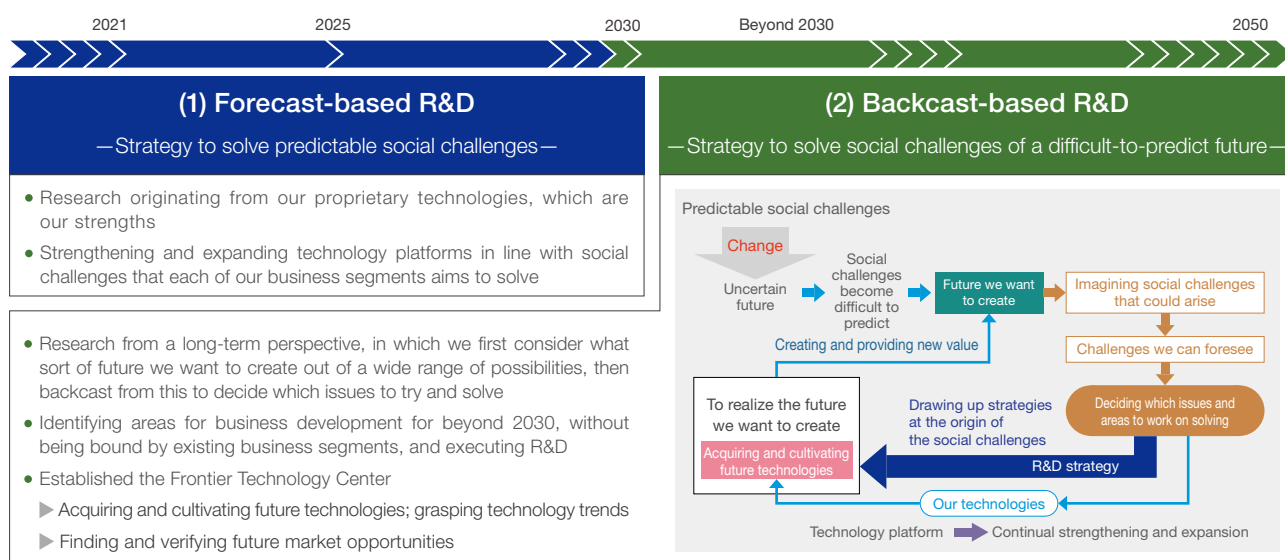 2021
2025
2030
Beyond 2030
2050
(1) Forecast-based R&D
—Strategy to solve predictable social challenges—
● Research originating from our proprietary technologies, which are
our strengths
● Strengthening and expanding technology platforms in line with social
challenges that each of our business segments aims to solve
● Research from a long-term perspective, in which we first consider what
sort of future we want to create out of a wide range of possibilities, then
backcast from this to decide which issues to try and solve
● Identifying areas for business development for beyond 2030, without
being bound by existing business segments, and executing R&D
● Established the Frontier Technology Center
▶ Acquiring and cultivating future technologies; grasping technology trends
▶ Finding and verifying future market opportunities
(2) Backcast-based R&D
—Strategy to solve social challenges of a difficult-to-predict future—
Predictable social challenges
Change
Uncertain
future
Social
challenges
become
difficult to
predict
Future we want
to create
Imagining social challenges
that could arise
Challenges we can foresee
Deciding which issues and
areas to work on solving
Creating and providing new value
To realize the future
we want to create
Acquiring and cultivating
future technologies
Drawing up strategies
at the origin of
the social challenges
R&D strategy
Our technologies
Technology platform
Continual strengthening and expansion